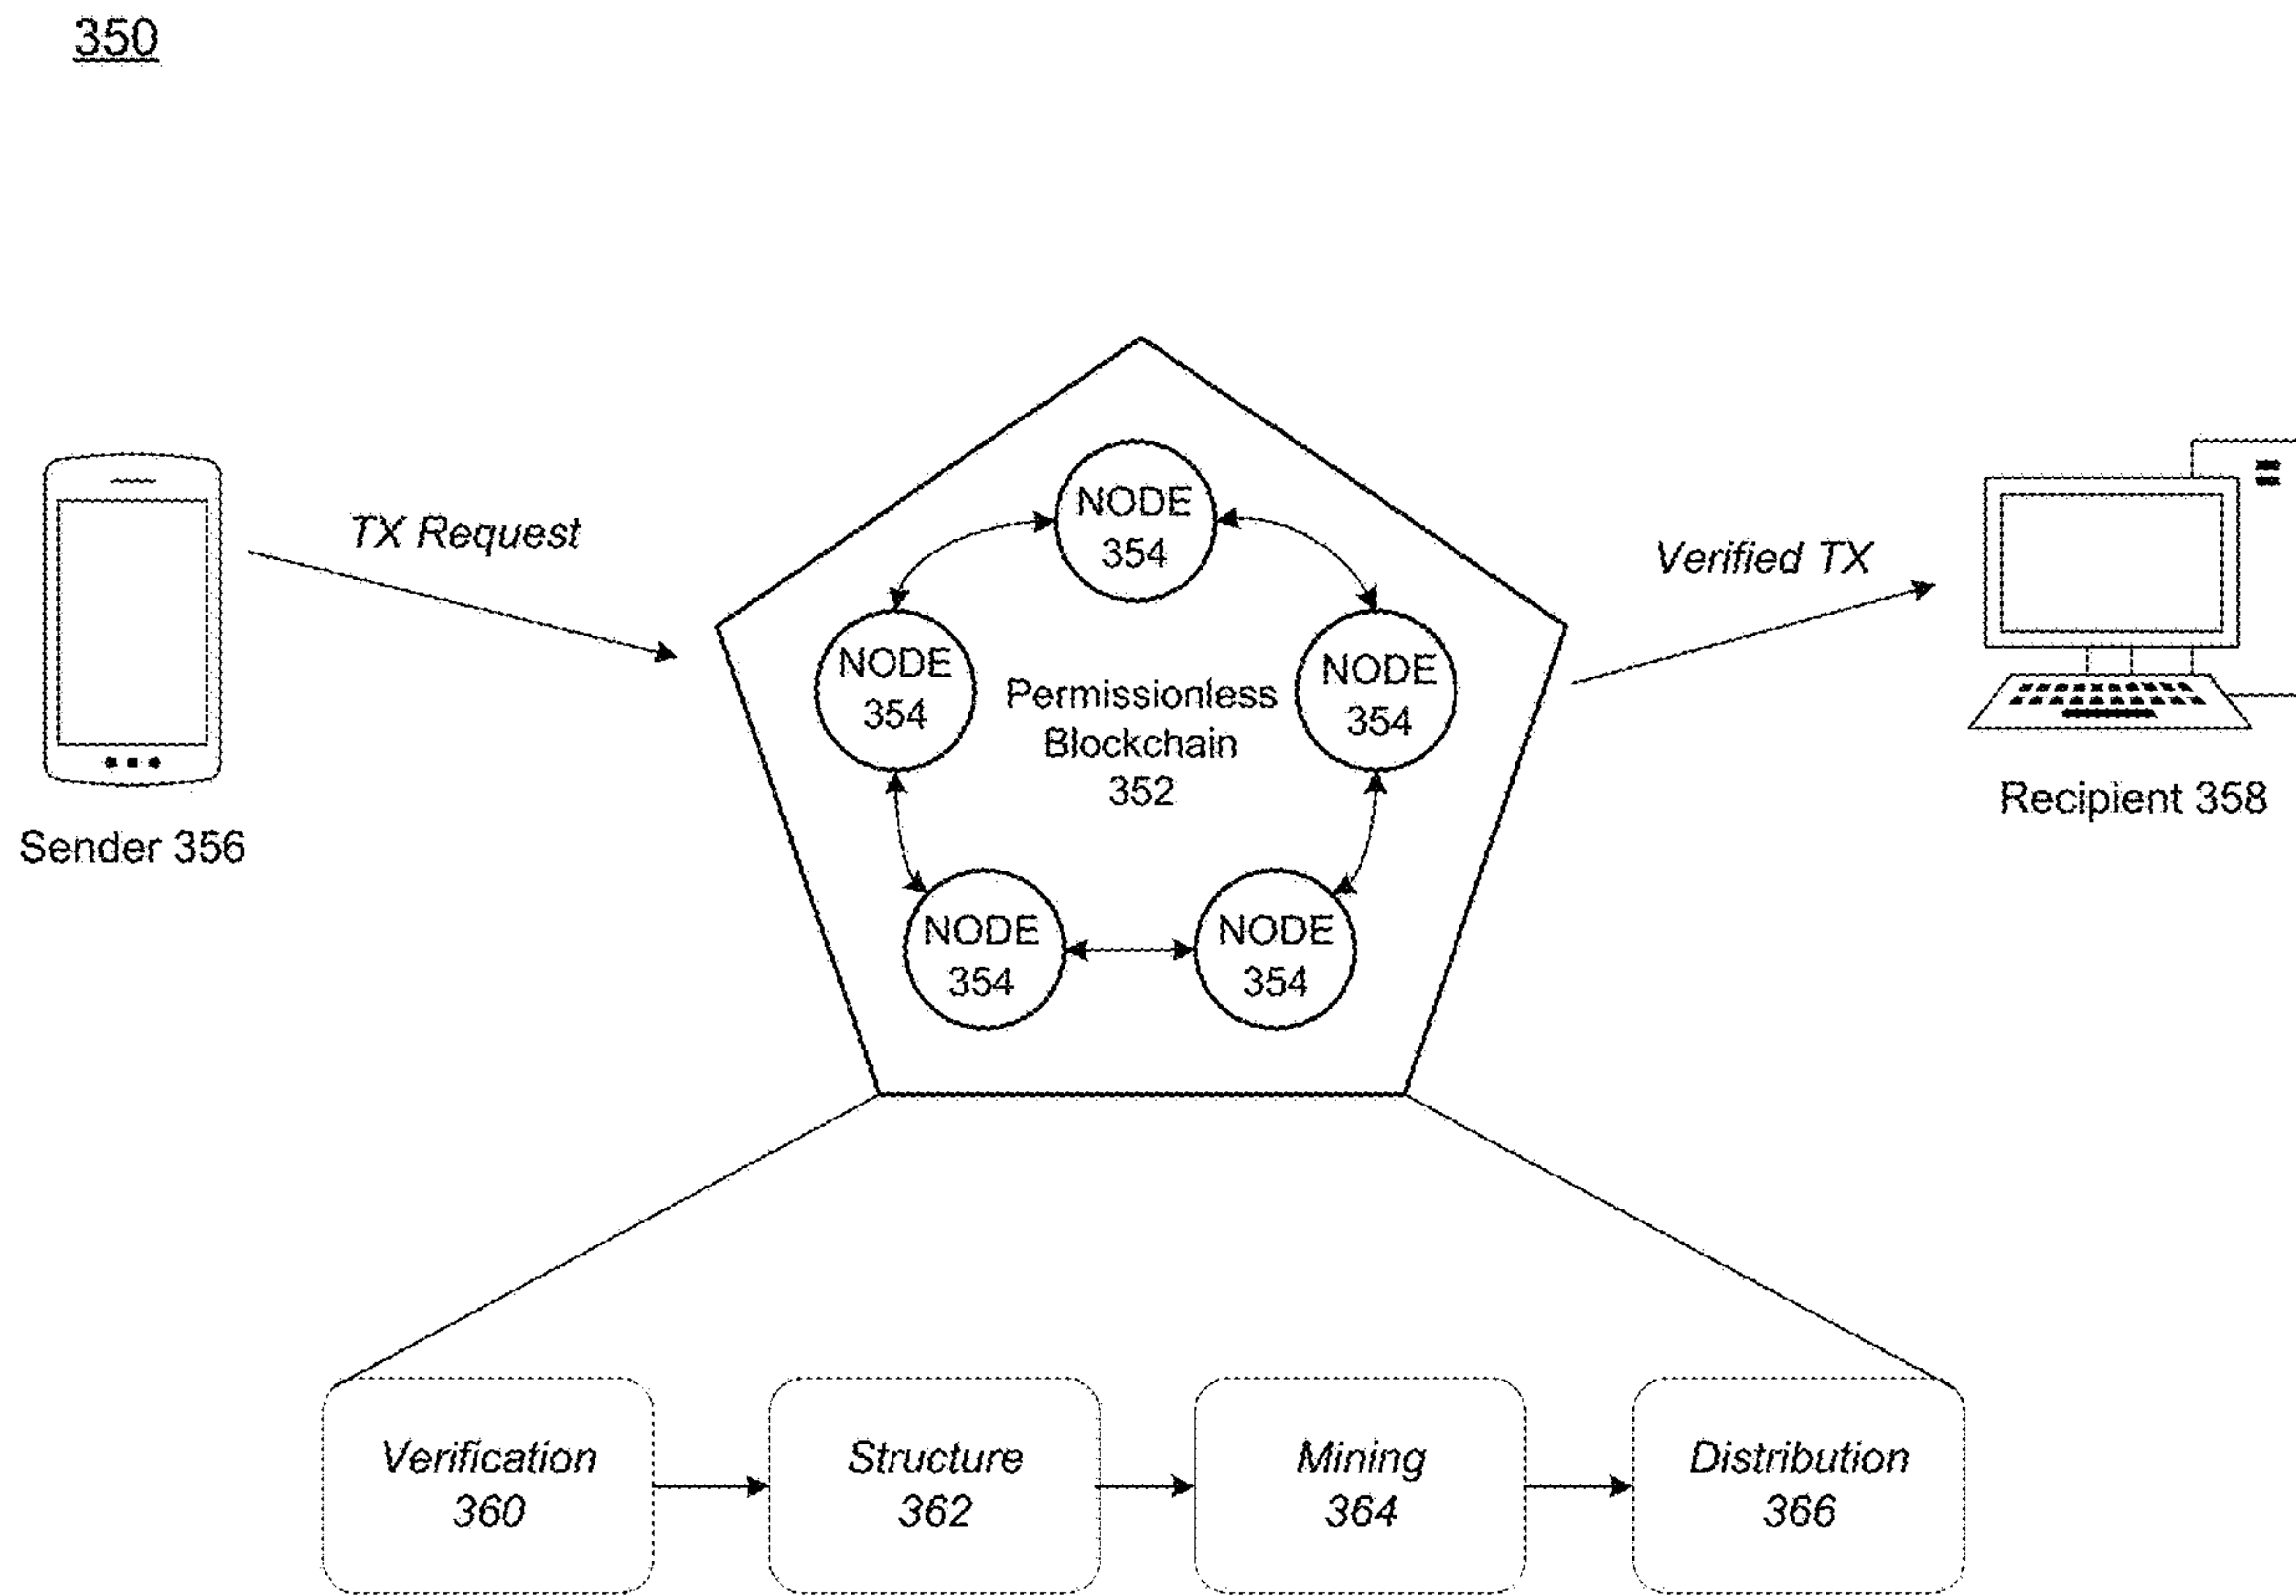 350
TX Request
Verified TX
NODE
354
NODE
354
NODE
354
Permissionless
Blockchain
352
NODE
354
NODE
354
Sender 356
Recipient 358
Verification
360
Structure
362
Mining
364
Distribution
366